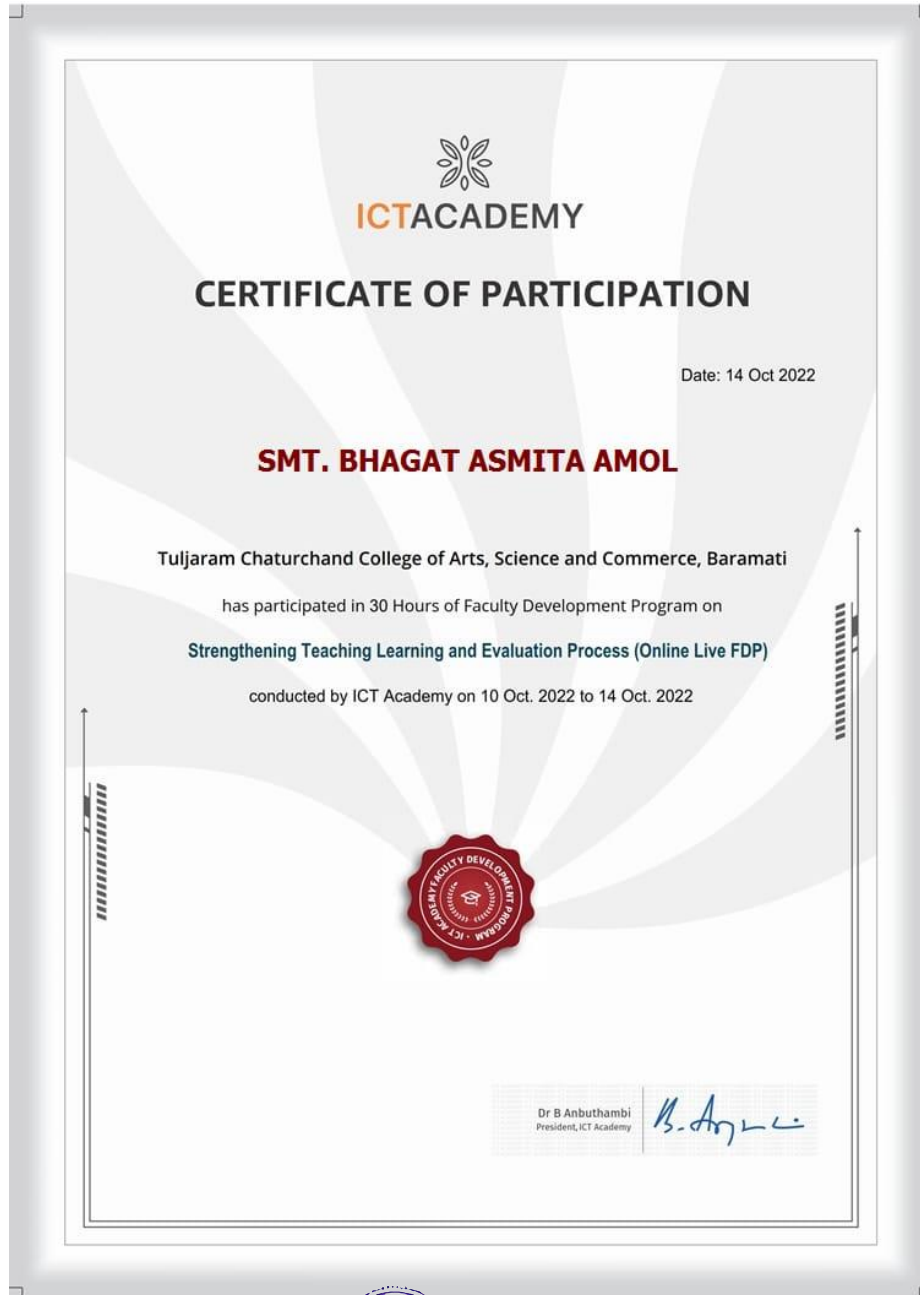 ICTACADEMY
CERTIFICATE OF PARTICIPATION
Date: 14 Oct 2022
SMT. BHAGAT ASMITA AMOL
Tuljaram Chaturchand College of Arts, Science and Commerce, Baramati
has participated in 30 Hours of Faculty Development Program on
Strengthening Teaching Learning and Evaluation Process (Online Live FDP)
conducted by ICT Academy on 10 Oct. 2022 to 14 Oct. 2022
FACULTY DEVELOPMENT PROGRAM · ICT ACADEMY
Dr B Anbuthambi
President, ICT Academy